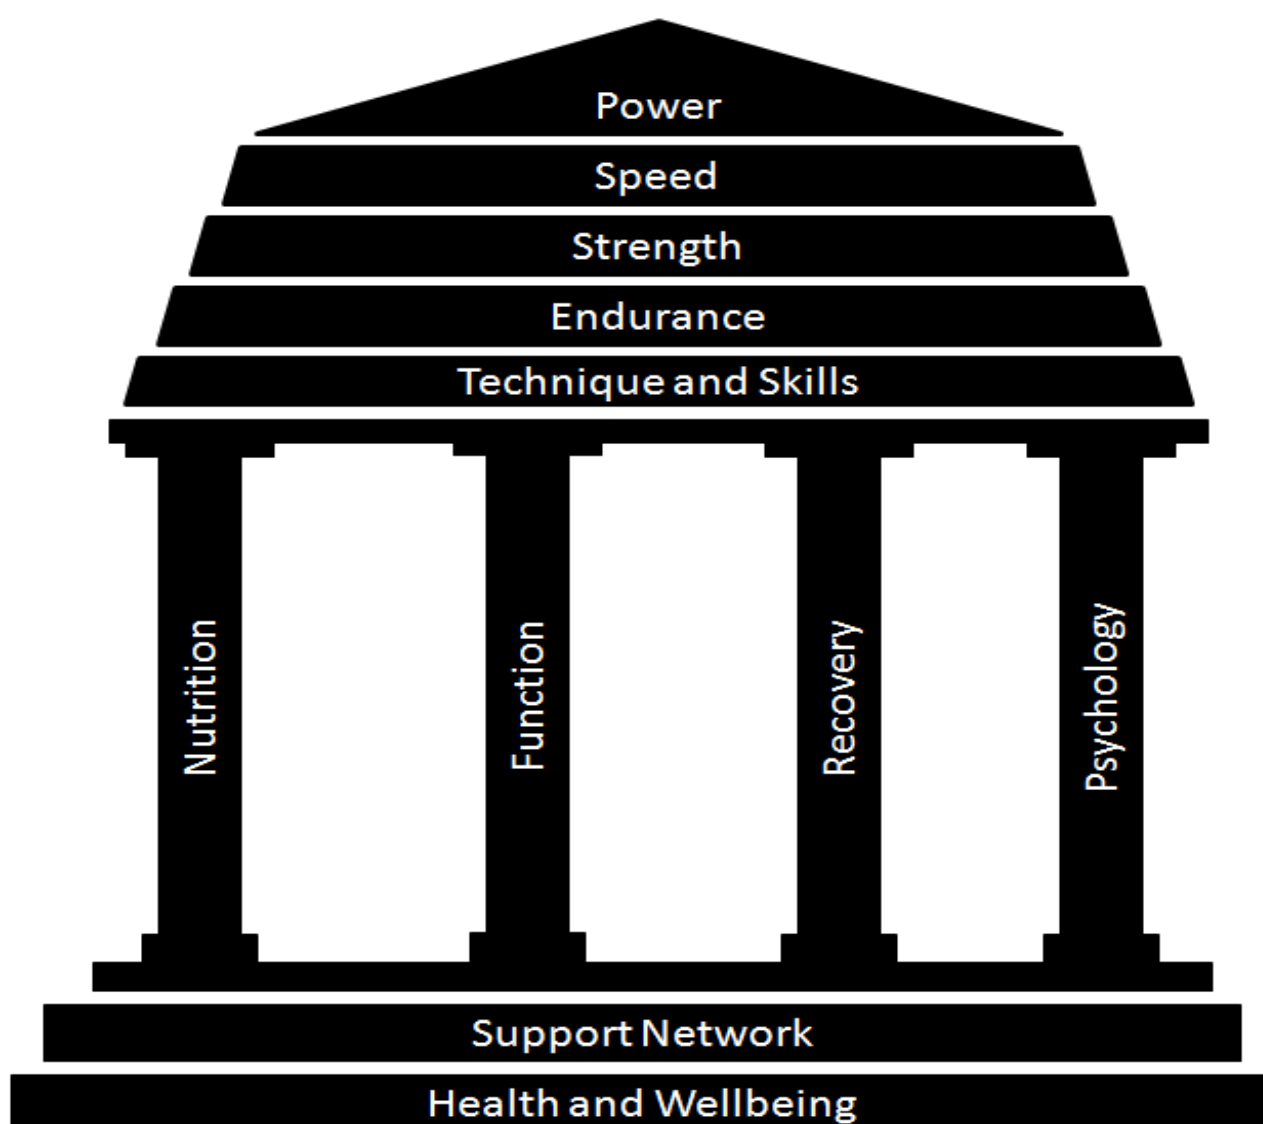 Power
Speed
Strength
Endurance
Technique and Skills
Nutrition
Function
Recovery
Psychology
Support Network
Health and Wellbeing